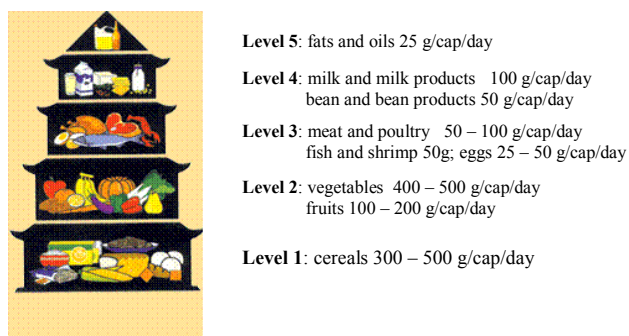 Level 5: fats and oils 25 g/cap/day
Level 4: milk and milk products 100 g/cap/day
bean and bean products 50 g/cap/day
Level 3: meat and poultry 50 – 100 g/cap/day
fish and shrimp 50g; eggs 25 – 50 g/cap/day
Level 2: vegetables 400 – 500 g/cap/day
fruits 100 – 200 g/cap/day
Level 1: cereals 300 – 500 g/cap/day